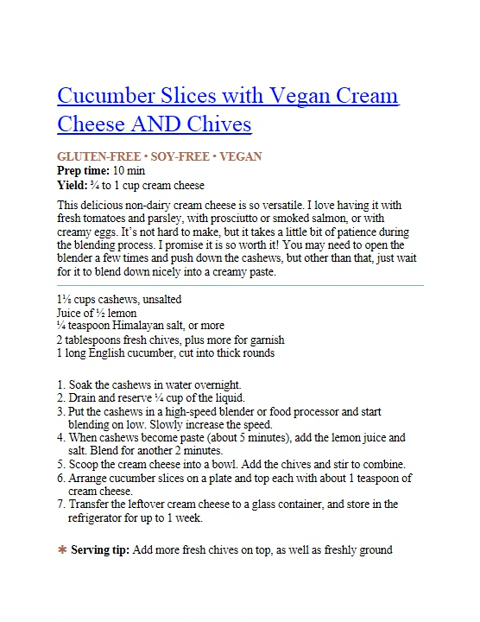 Cucumber Slices with Vegan Cream
Cheese AND Chives
GLUTEN-FREE • SOY-FREE • VEGAN
Prep time: 10 min
Yield: ¾ to 1 cup cream cheese
This delicious non-dairy cream cheese is so versatile. I love having it with
fresh tomatoes and parsley, with prosciutto or smoked salmon, or with
creamy eggs. It’s not hard to make, but it takes a little bit of patience during
the blending process. I promise it is so worth it! You may need to open the
blender a few times and push down the cashews, but other than that, just wait
for it to blend down nicely into a creamy paste.
cups cashews, unsalted
Juice of ½ lemon
¼ teaspoon Himalayan salt, or more
2 tablespoons fresh chives, plus more for garnish
1 long English cucumber, cut into thick rounds
1. Soak the cashews in water overnight.
2. Drain and reserve ¼ cup of the liquid.
3. Put the cashews in a high-speed blender or food processor and start
blending on low. Slowly increase the speed.
4. When cashews become paste (about 5 minutes), add the lemon juice and
salt. Blend for another 2 minutes.
5. Scoop the cream cheese into a bowl. Add the chives and stir to combine.
6. Arrange cucumber slices on a plate and top each with about 1 teaspoon of
cream cheese.
7. Transfer the leftover cream cheese to a glass container, and store in the
refrigerator for up to 1 week.
✱ Serving tip: Add more fresh chives on top, as well as freshly ground